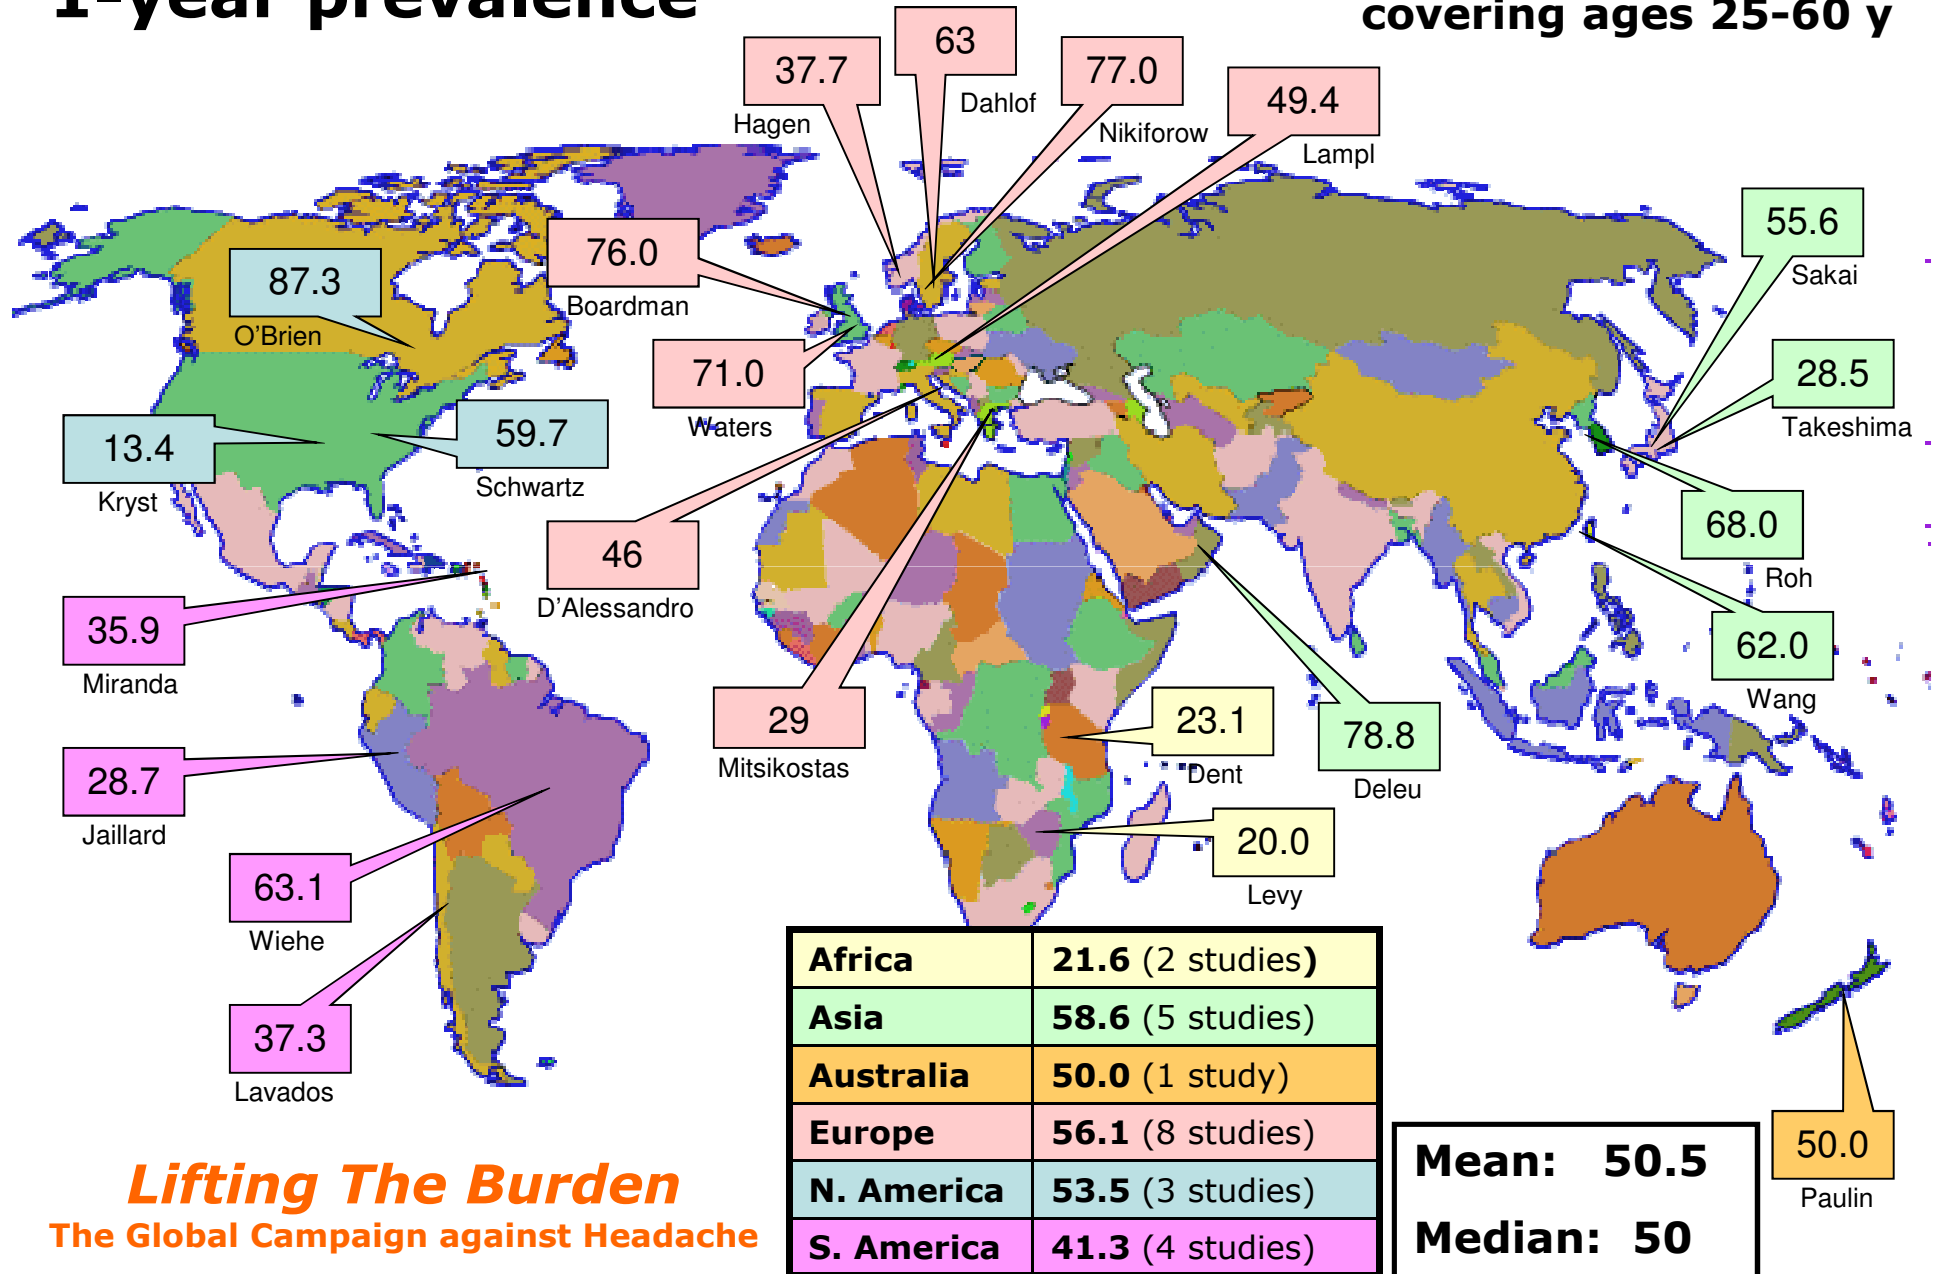 1-year prevalence
covering ages 25-60 y
37.7
Hagen
63
Dahlof
77.0
Nikiforow
49.4
Lampl
76.0
Boardman
71.0
Waters
87.3
O'Brien
13.4
Kryst
59.7
Schwartz
46
D'Alessandro
29
Mitsikostas
35.9
Miranda
28.7
Jaillard
63.1
Wiehe
37.3
Lavados
55.6
Sakai
28.5
Takeshima
68.0
Roh
62.0
Wang
78.8
Deleu
23.1
Dent
20.0
Levy
50.0
Paulin
Africa 21.6 (2 studies)
Asia 58.6 (5 studies)
Australia 50.0 (1 study)
Europe 56.1 (8 studies)
N. America 53.5 (3 studies)
S. America 41.3 (4 studies)
Mean: 50.5
Median: 50
Lifting The Burden
The Global Campaign against Headache